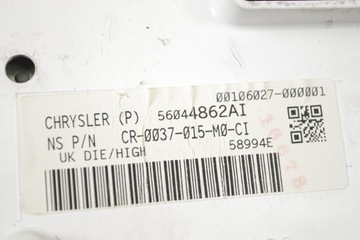 00106027-000001
CHRYSLER (P) 56044862AI
NS P/N CR-0037-015-M0-CI
UK DIE/HIGH 58994E